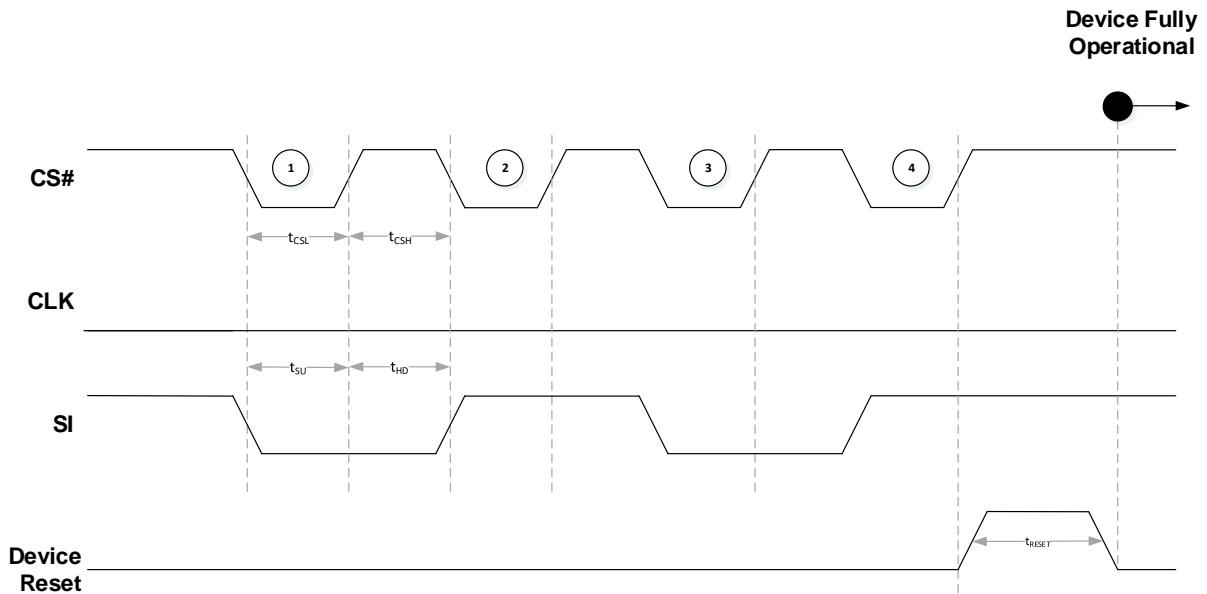 Device Fully
Operational
CS#
1
2
3
4
tCSL
tCSH
CLK
tSU
tHD
SI
Device
Reset
tRESET